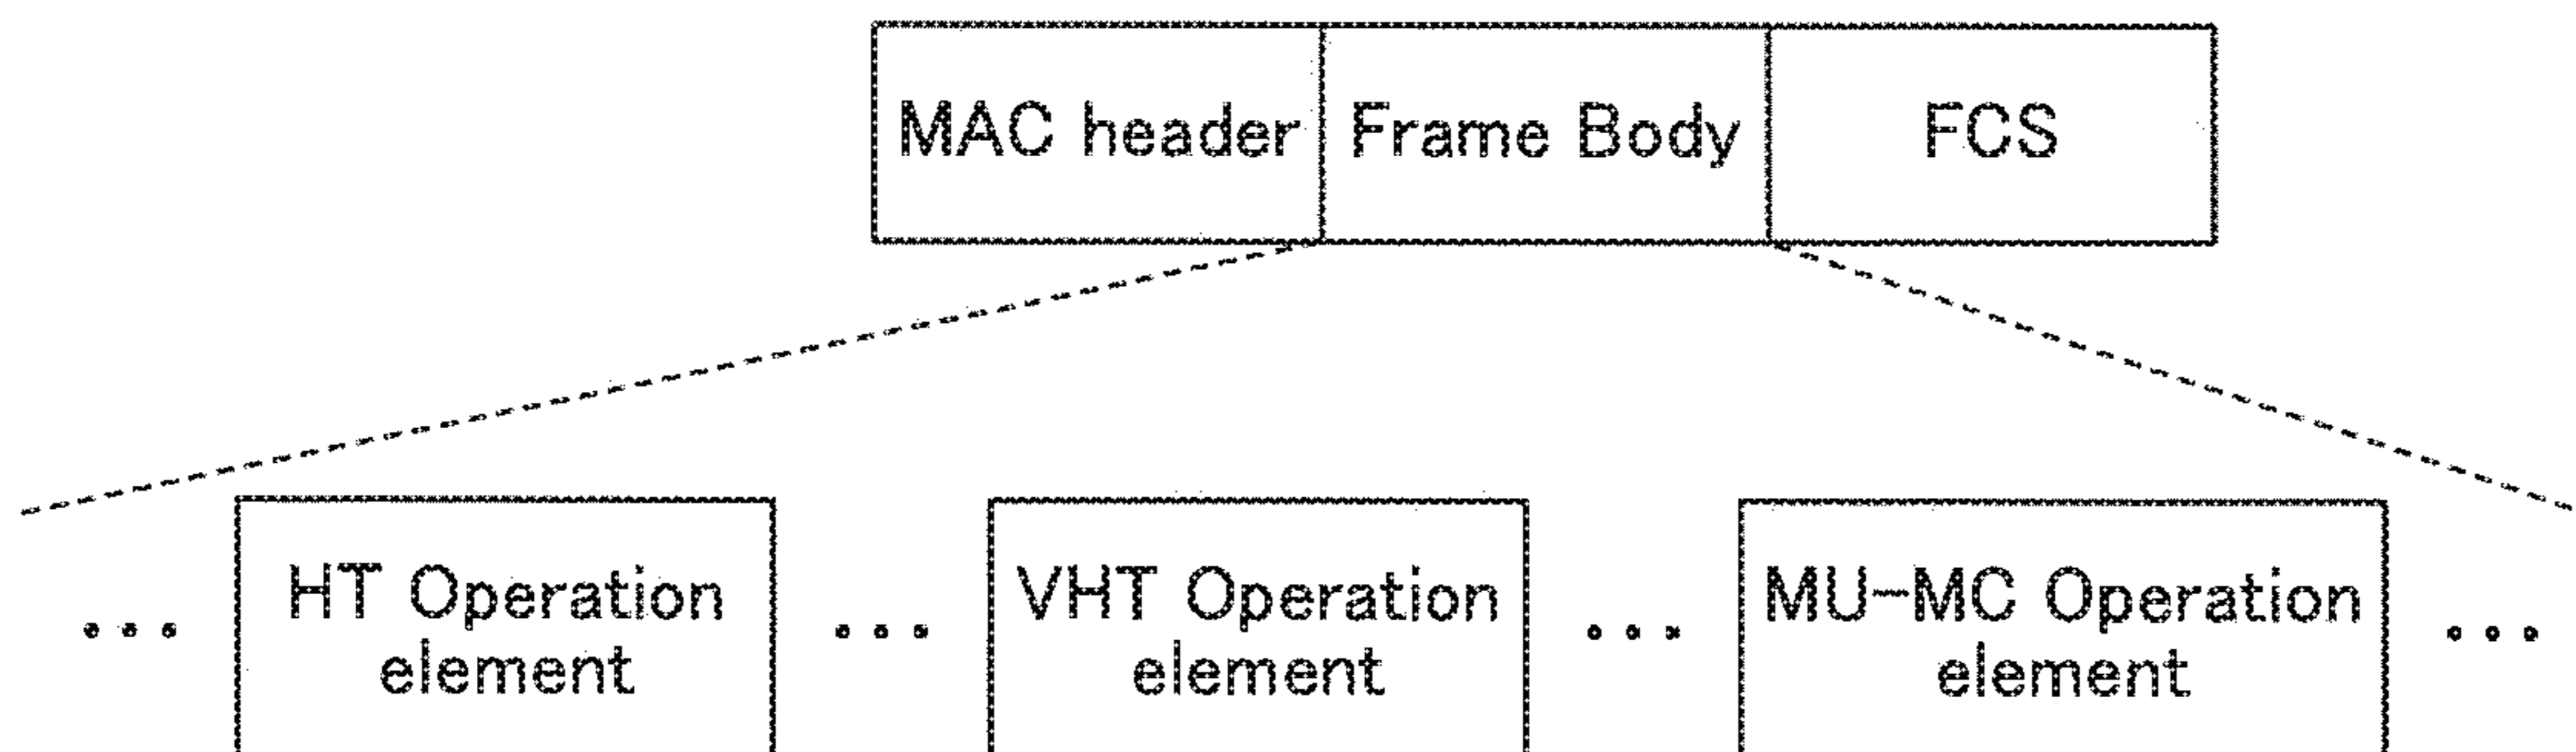 MAC header Frame Body FCS
... HT Operation ... VHT Operation ... MU-MC Operation ...
element element element